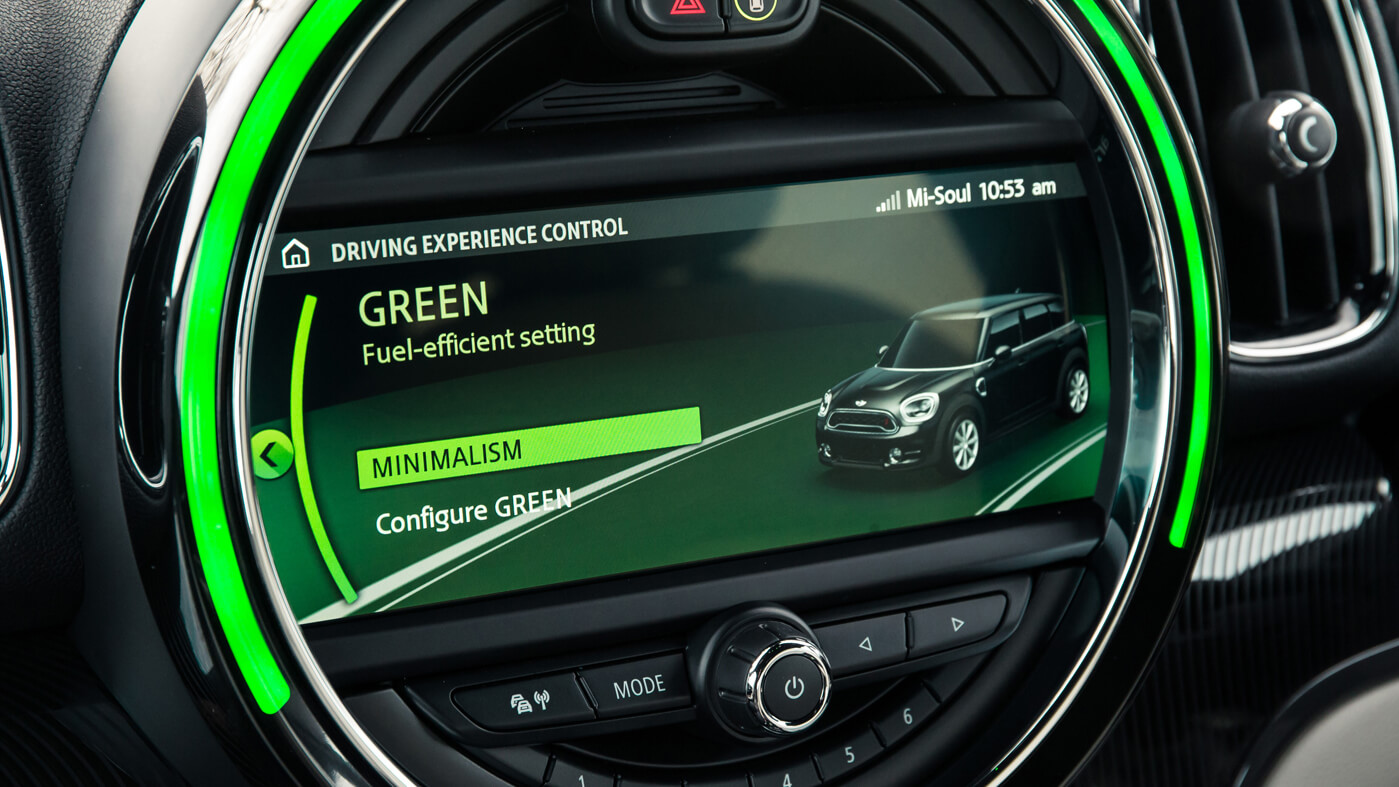 Mi-Soul 10:53 am
DRIVING EXPERIENCE CONTROL
GREEN
Fuel-efficient setting
MINIMALISM
Configure GREEN
MODE
1
4
5
6